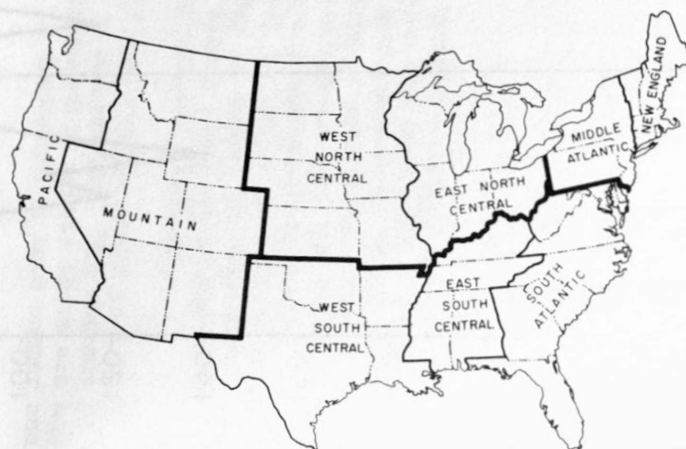 PACIFIC
MOUNTAIN
WEST
NORTH
CENTRAL
EAST NORTH
CENTRAL
MIDDLE
ATLANTIC
NEW ENGLAND
WEST
SOUTH
CENTRAL
EAST
SOUTH
CENTRAL
SOUTH
ATLANTIC